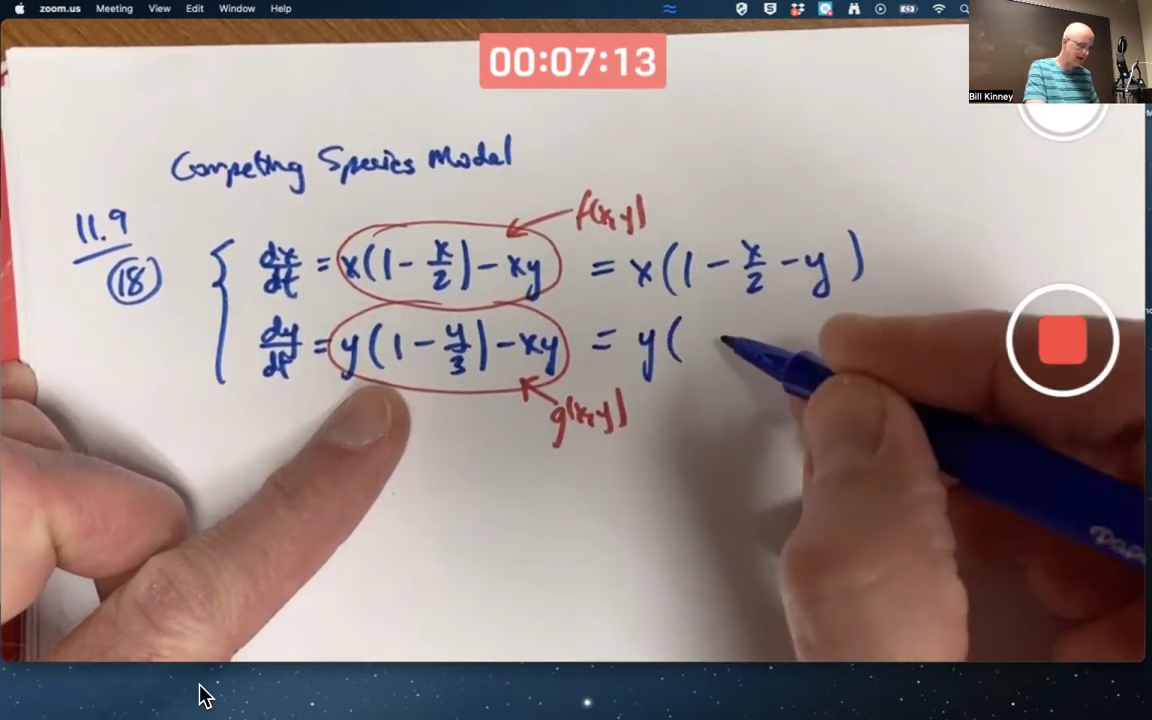 zoom.us Meeting View Edit Window Help
00:07:13
Bill Kinney
Competing Species Model
11.9
18
f(x,y)
dx/dt = x(1 - x/2) - xy = x(1 - x/2 - y)
dy/dt = y(1 - y/3) - xy = y(
g(x,y)